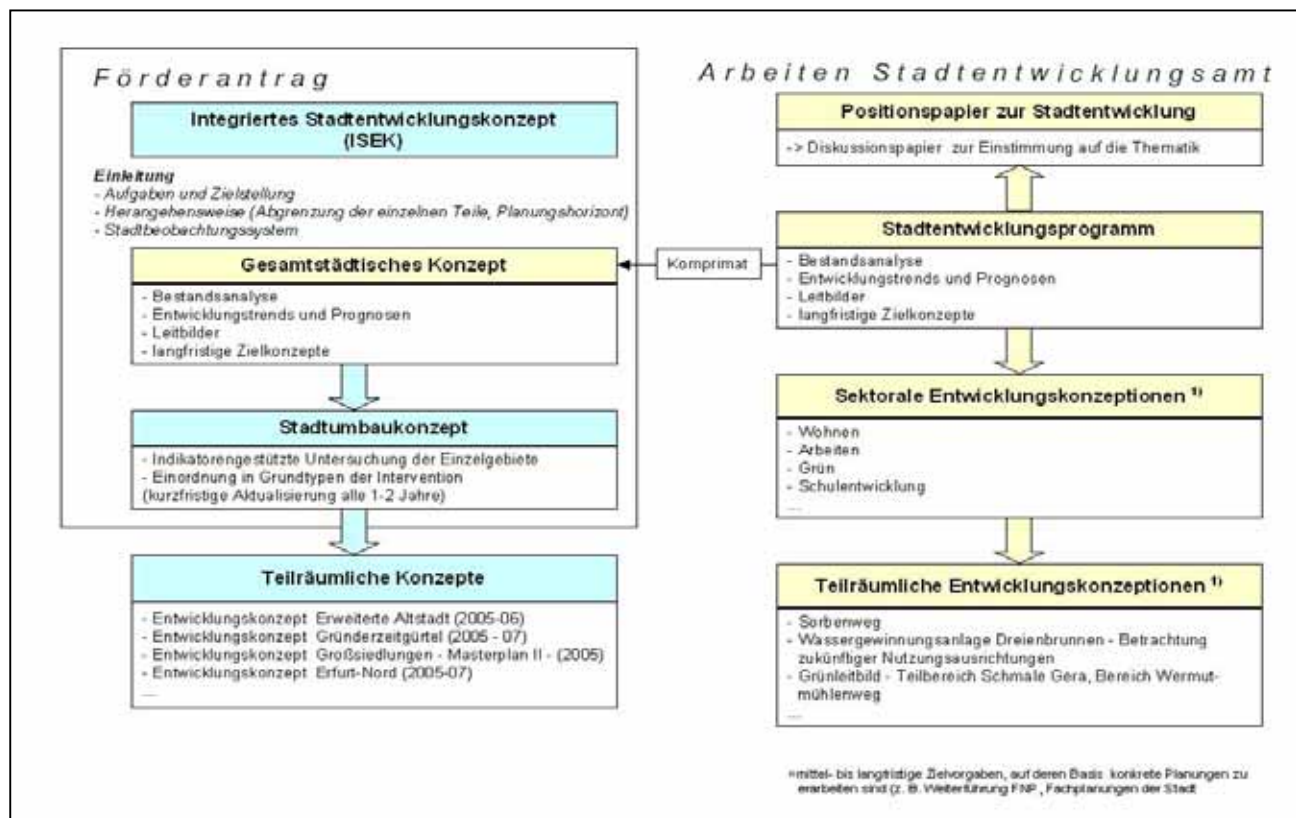 Förderantrag
Integriertes Stadtentwicklungskonzept
(ISEK)
Einleitung
- Aufgaben und Zielstellung
- Herangehensweise (Abgrenzung der einzelnen Teile, Planungshorizont)
- Stadtbeobachtungssystem
Gesamtstädtisches Konzept
- Bestandsanalyse
- Entwicklungstrends und Prognosen
- Leitbilder
- langfristige Zielkonzepte
Stadtumbaukonzept
- Indikatorengestützte Untersuchung der Einzelgebiete
- Einordnung in Grundtypen der Intervention
(kurzfristige Aktualisierung alle 1-2 Jahre)
Teilräumliche Konzepte
- Entwicklungskonzept Erweiterte Altstadt (2005-06)
- Entwicklungskonzept Gründerzeitgürtel (2005 - 07)
- Entwicklungskonzept Großsiedlungen - Masterplan II - (2005)
- Entwicklungskonzept Erfurt-Nord (2005-07)
....
Komprimat
Arbeiten Stadtentwicklungsamt
Positionspapier zur Stadtentwicklung
-> Diskussionspapier zur Einstimmung auf die Thematik
Stadtentwicklungsprogramm
- Bestandsanalyse
- Entwicklungstrends und Prognosen
- Leitbilder
- langfristige Zielkonzepte
Sektorale Entwicklungskonzeptionen ¹⁾
- Wohnen
- Arbeiten
- Grün
- Schulentwicklung
....
Teilräumliche Entwicklungskonzeptionen ¹⁾
- Sorbenweg
- Wassergewinnungsanlage Dreienbrunnen - Betrachtung
zukünftiger Nutzungsausrichtungen
- Grünleitbild - Teilbereich Schmale Gera, Bereich Wermut-
mühlenweg
....
¹⁾mittel- bis langfristige Zielvorgaben, auf deren Basis konkrete Planungen zu
erarbeiten sind (z. B. Weiterführung FNP, Fachplanungen der Stadt